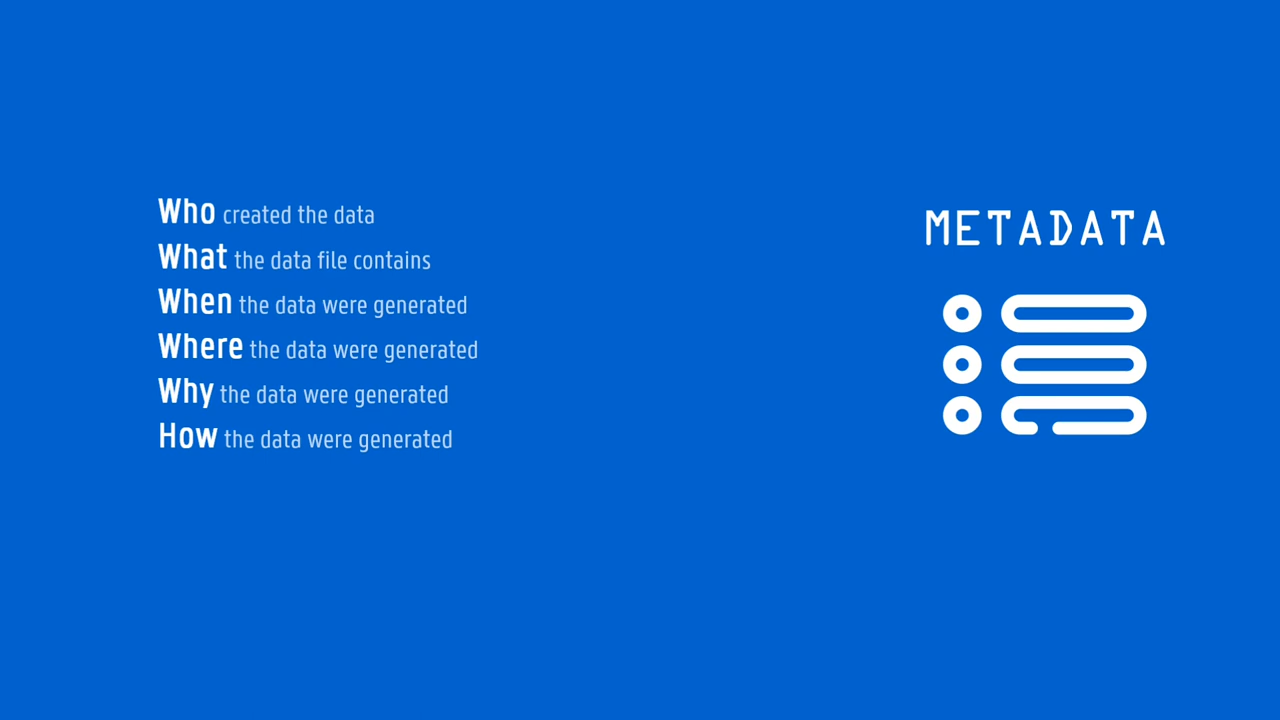 Who created the data
What the data file contains
When the data were generated
Where the data were generated
Why the data were generated
How the data were generated
METADATA